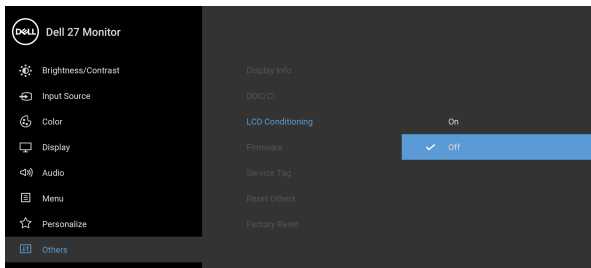 DELL
Dell 27 Monitor
Brightness/Contrast
Input Source
Color
Display
Audio
Menu
Personalize
Others
Display Info
DDC/CI
LCD Conditioning
Firmware
Service Tag
Reset Others
Factory Reset
On
Off